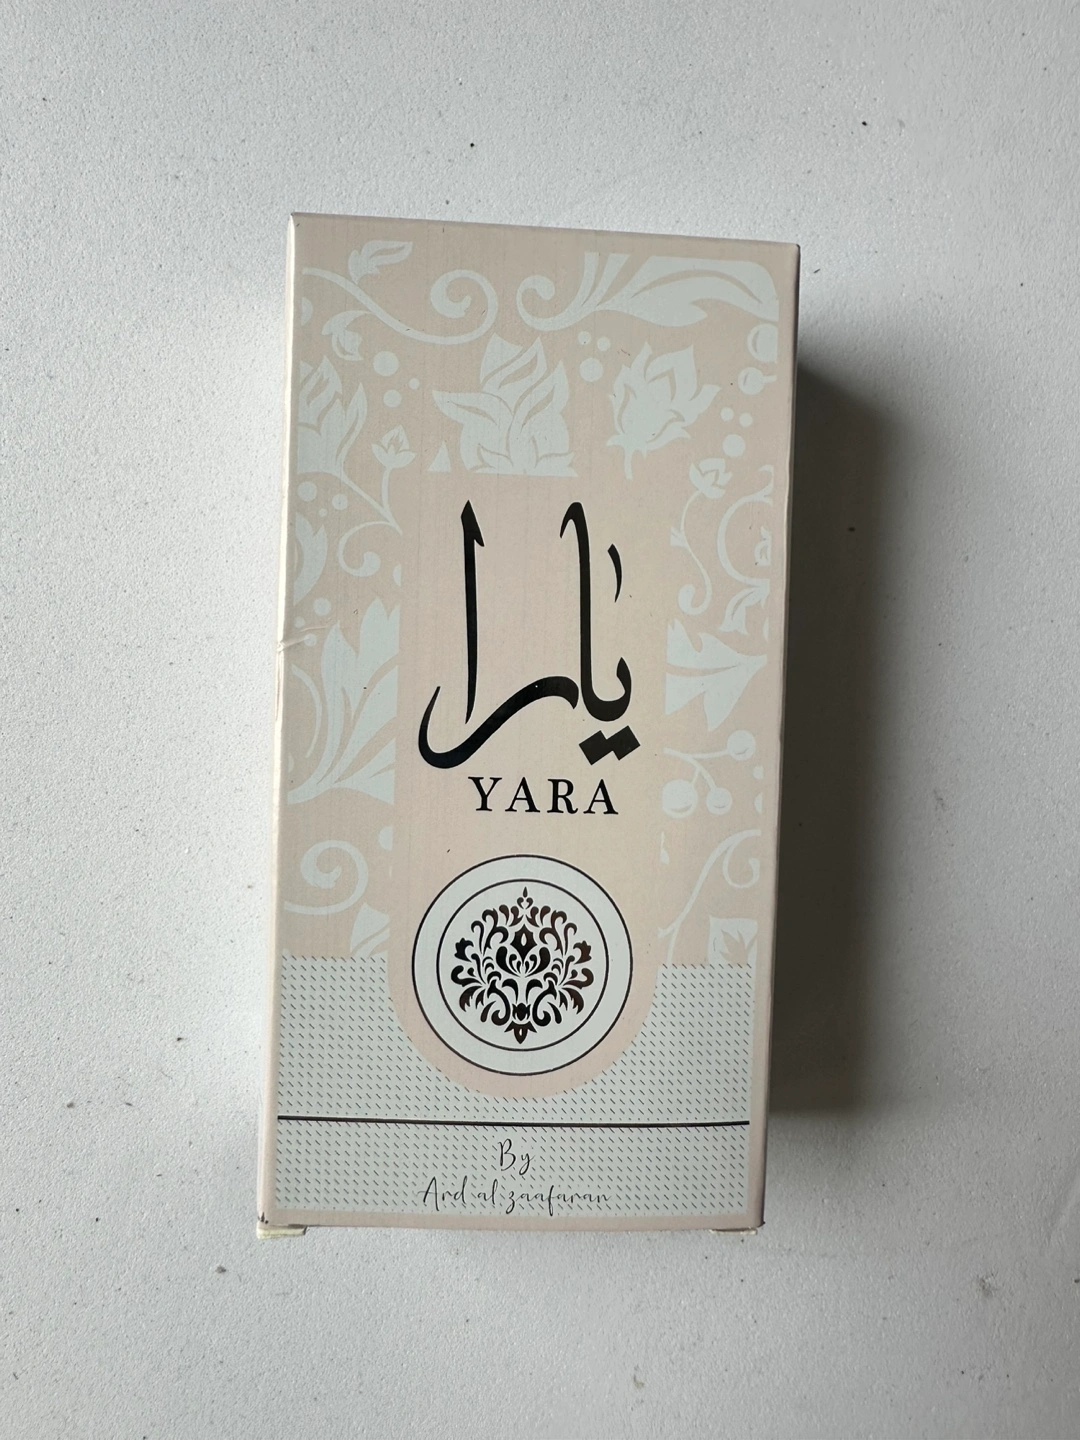 يارا
YARA
By
Ard al zaafaran